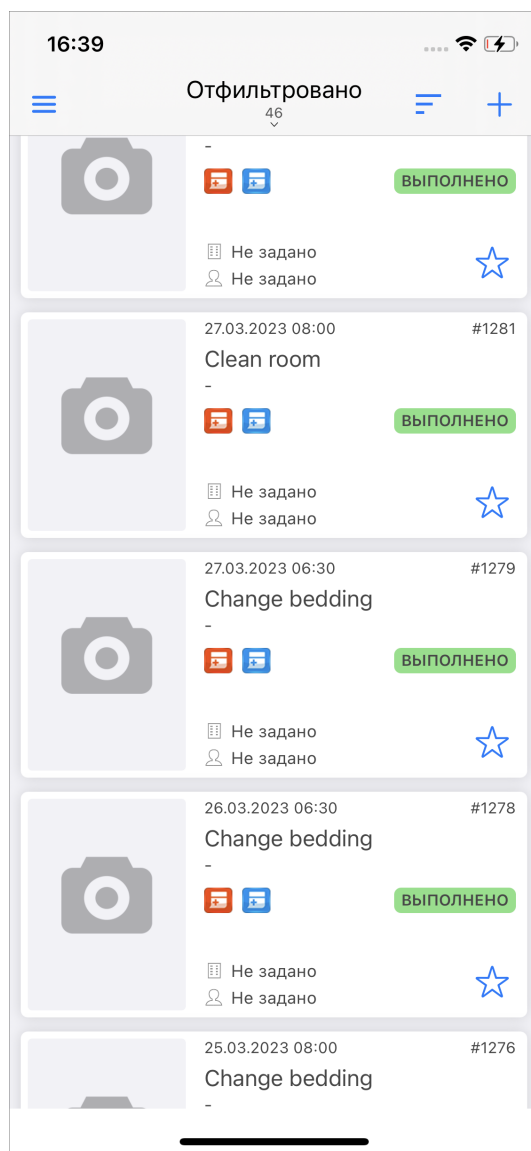 16:39
Отфильтровано
46
-
ВЫПОЛНЕНО
Не задано
Не задано
27.03.2023 08:00 #1281
Clean room
-
ВЫПОЛНЕНО
Не задано
Не задано
27.03.2023 06:30 #1279
Change bedding
-
ВЫПОЛНЕНО
Не задано
Не задано
26.03.2023 06:30 #1278
Change bedding
-
ВЫПОЛНЕНО
Не задано
Не задано
25.03.2023 08:00 #1276
Change bedding
-